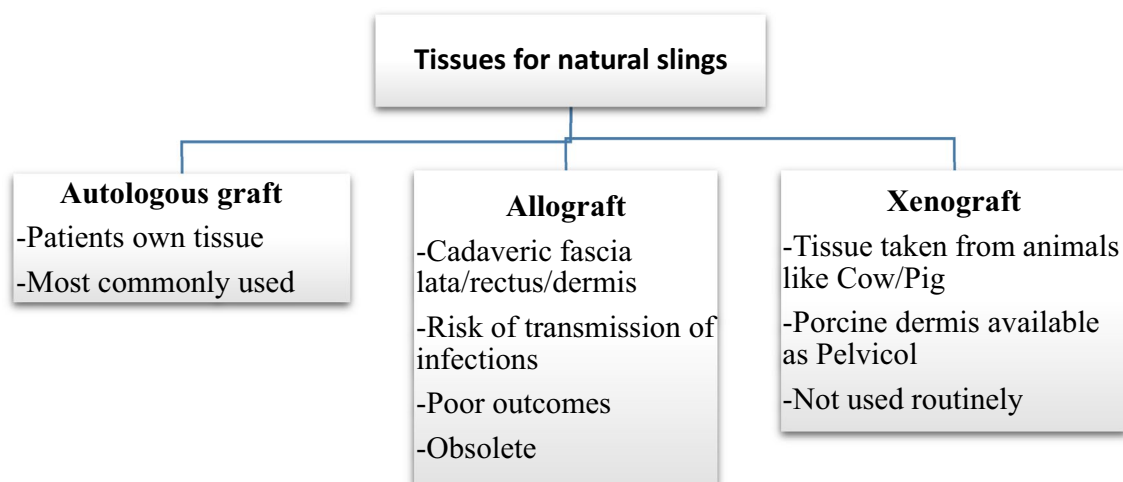 Tissues for natural slings
Autologous graft
-Patients own tissue
-Most commonly used
Allograft
-Cadaveric fascia
lata/rectus/dermis
-Risk of transmission of
infections
-Poor outcomes
-Obsolete
Xenograft
-Tissue taken from animals
like Cow/Pig
-Porcine dermis available
as Pelvicol
-Not used routinely